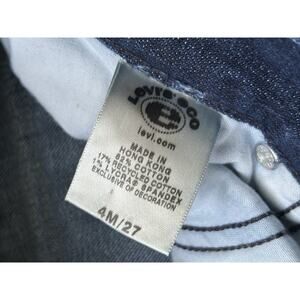 Levi's eco
e
levi.com
MADE IN
HONG KONG
82% COTTON
17% RECYCLED COTTON
1% LYCRA® SPANDEX
EXCLUSIVE OF DECORATION
4M/27